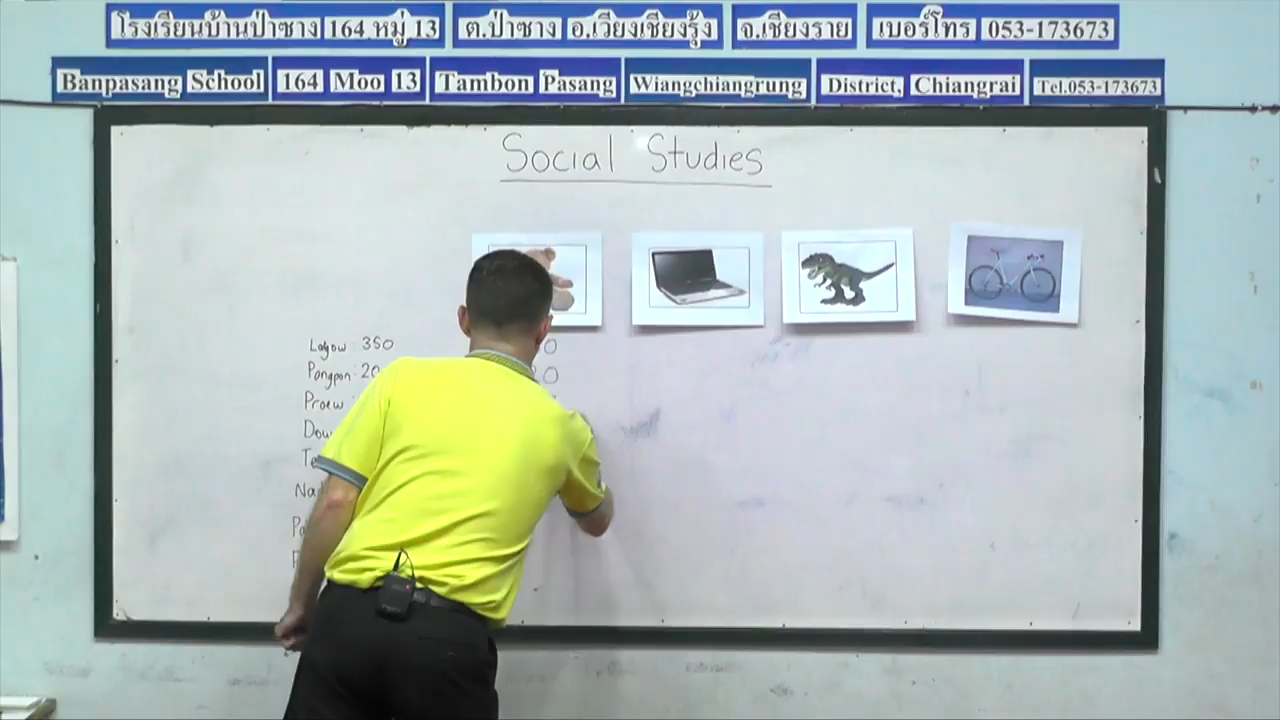 โรงเรียนบ้านป่าซาง 164 หมู่ 13 ต.ป่าซาง อ.เวียงเชียงรุ้ง จ.เชียงราย เบอร์โทร 053-173673
Banpasang School 164 Moo 13 Tambon Pasang Wiangchiangrung District, Chiangrai Tel.053-173673
Social Studies
350
Pongpon: 20
Proew